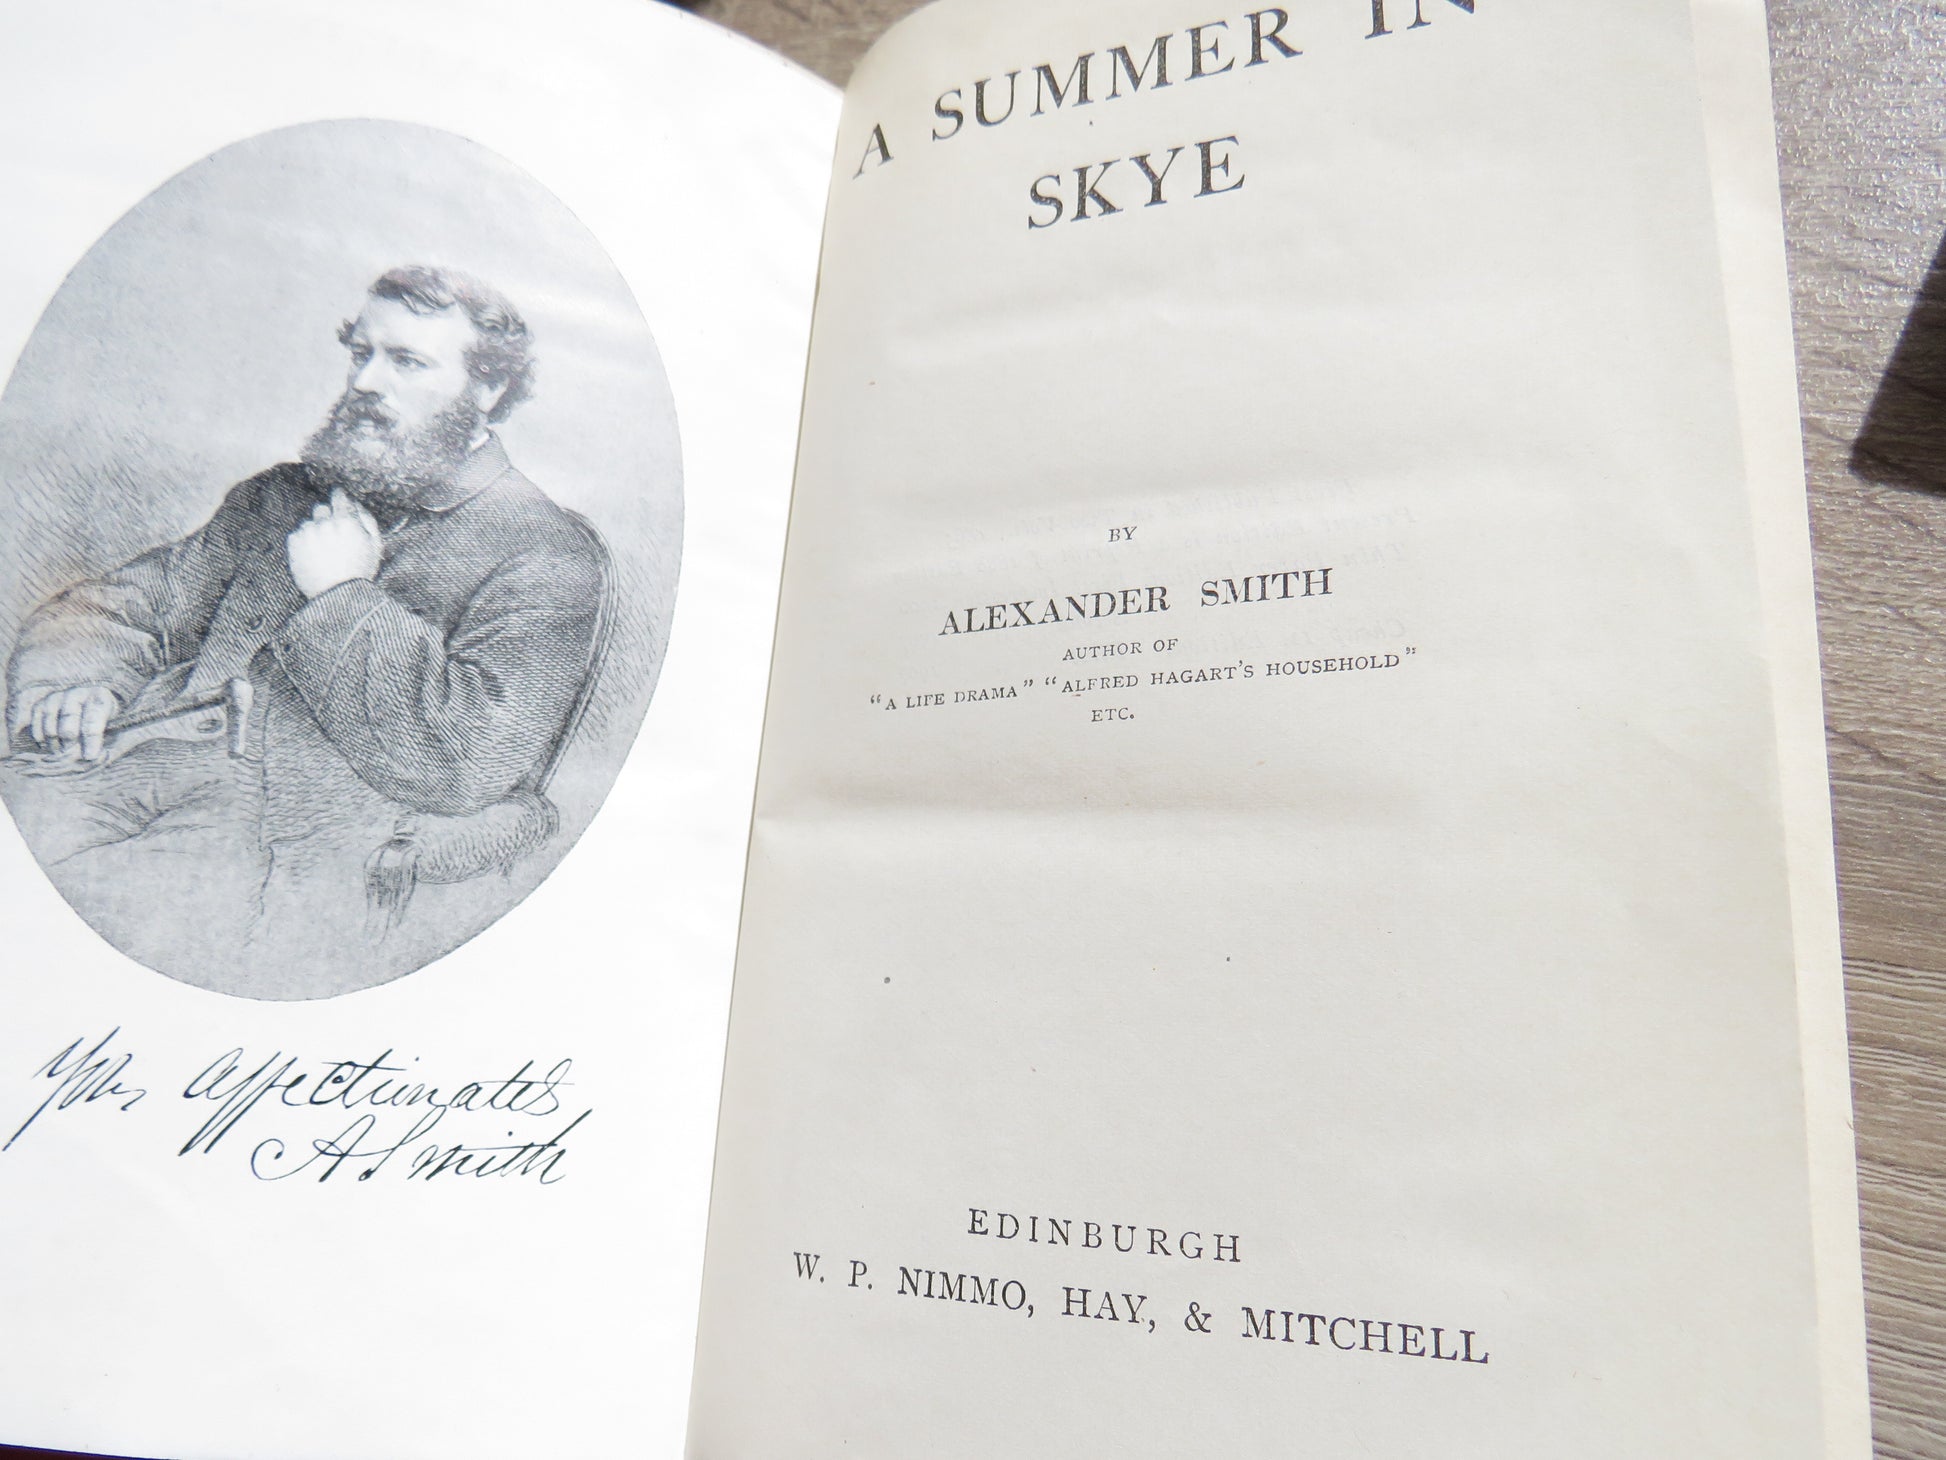 Yours affectionately
A Smith
A SUMMER IN
SKYE
BY
ALEXANDER SMITH
AUTHOR OF
“A LIFE DRAMA” “ALFRED HAGART'S HOUSEHOLD”
ETC.
EDINBURGH
W. P. NIMMO, HAY, & MITCHELL